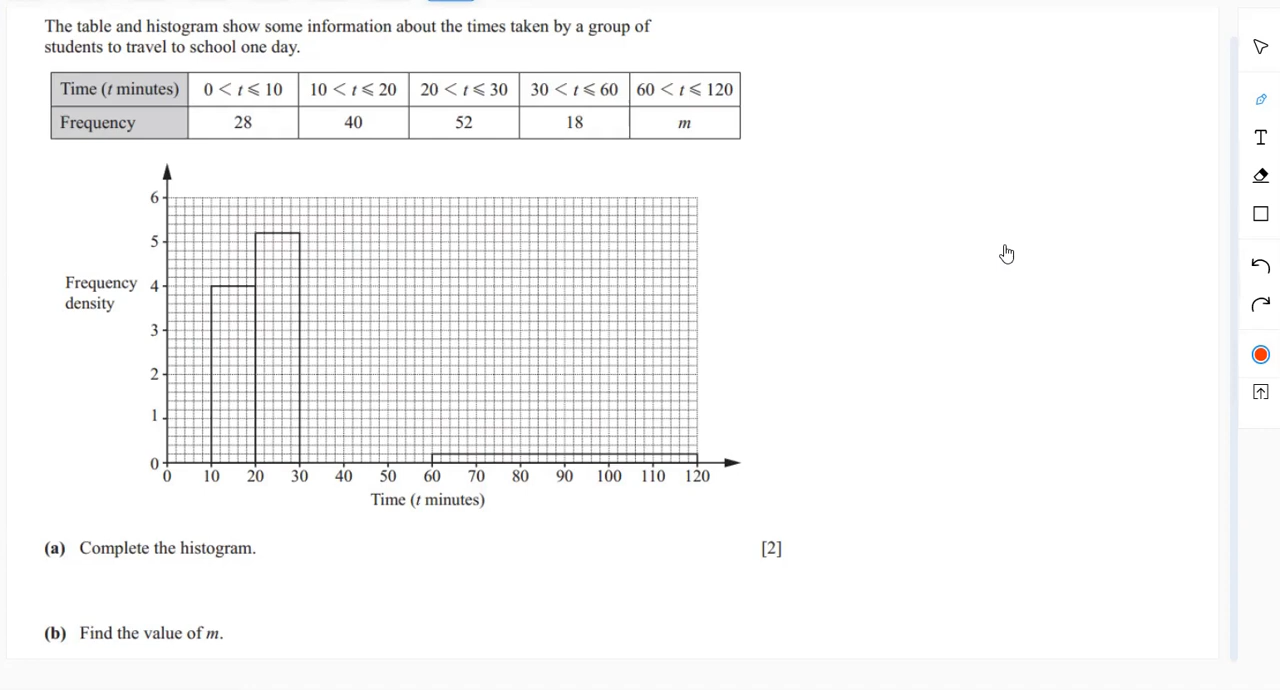 The table and histogram show some information about the times taken by a group of
students to travel to school one day.
Time (t minutes) 0 < t ⩽ 10 10 < t ⩽ 20 20 < t ⩽ 30 30 < t ⩽ 60 60 < t ⩽ 120
Frequency 28 40 52 18 m
6
5
Frequency
density
4
3
2
1
0
0 10 20 30 40 50 60 70 80 90 100 110 120
Time (t minutes)
(a) Complete the histogram. [2]
(b) Find the value of m.
T